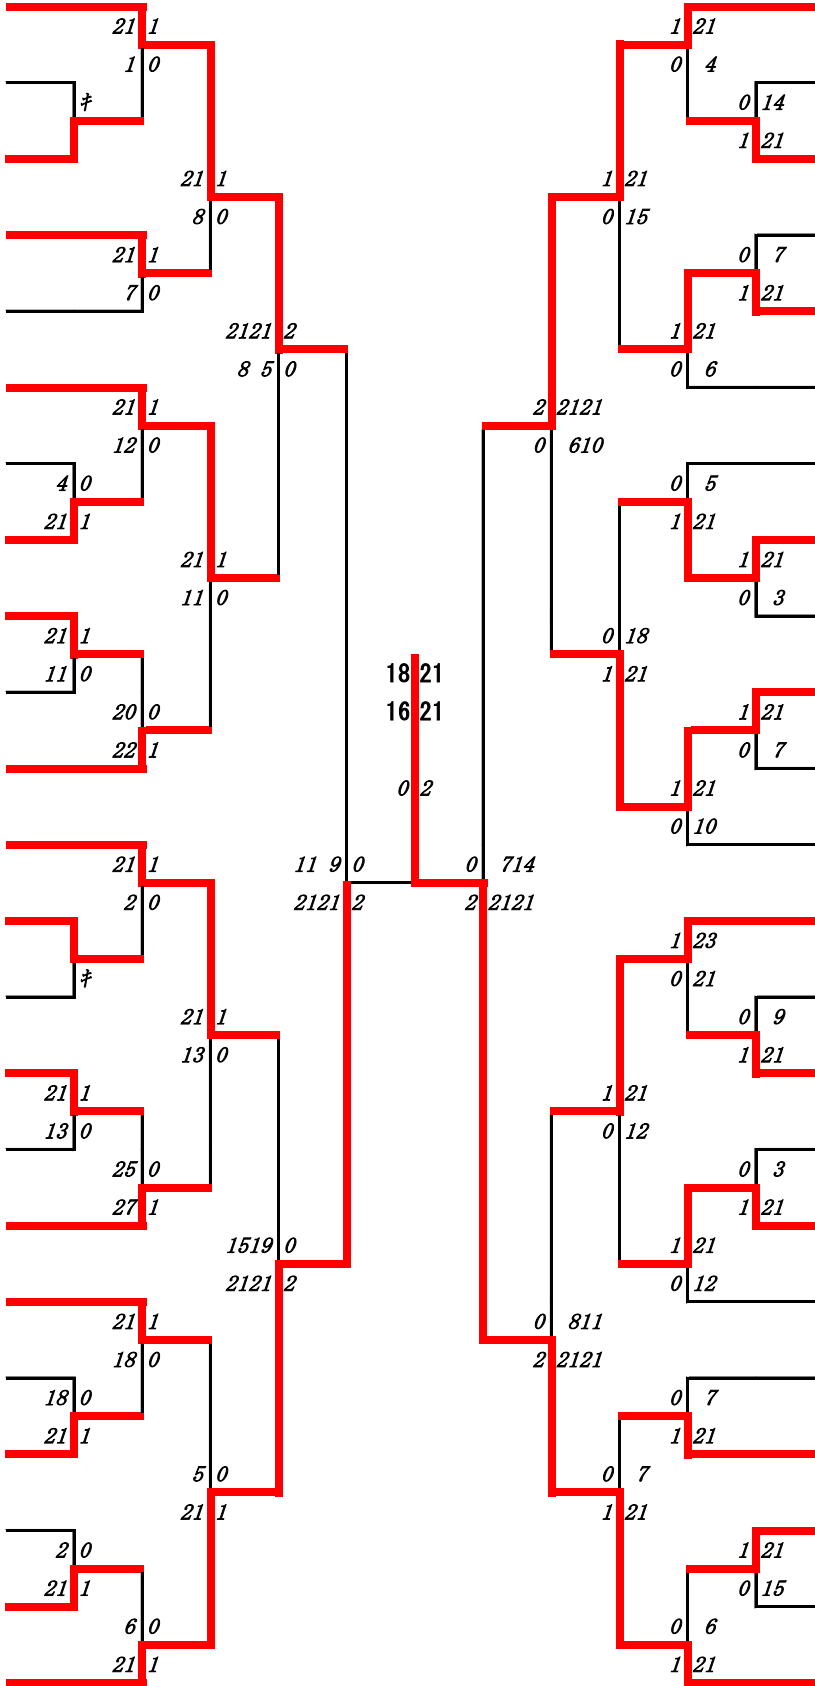 21 1 1 21
1 0 0 4
ｷ 0 14
1 21
21 1 1 21
8 0 0 15
21 1 0 7
7 0 1 21
2121 2 1 21
8 5 0 0 6
21 1 2 2121
12 0 0 610
4 0 0 5
21 1 1 21
21 1 1 21
11 0 0 3
21 1 0 18
11 0 18 21 1 21
20 0 16 21 1 21
22 1 0 7
0 2 1 21
0 10
21 1 11 9 0 0 714
2 0 2121 2 2 2121
1 23
ｷ 0 21
21 1 0 9
13 0 1 21
21 1 1 21
13 0 0 12
25 0 0 3
27 1 1 21
1519 0 1 21
2121 2 0 12
21 1 0 811
18 0 2 2121
18 0 0 7
21 1 1 21
5 0 0 7
21 1 1 21
2 0 1 21
21 1 0 15
6 0 0 6
21 1 1 21